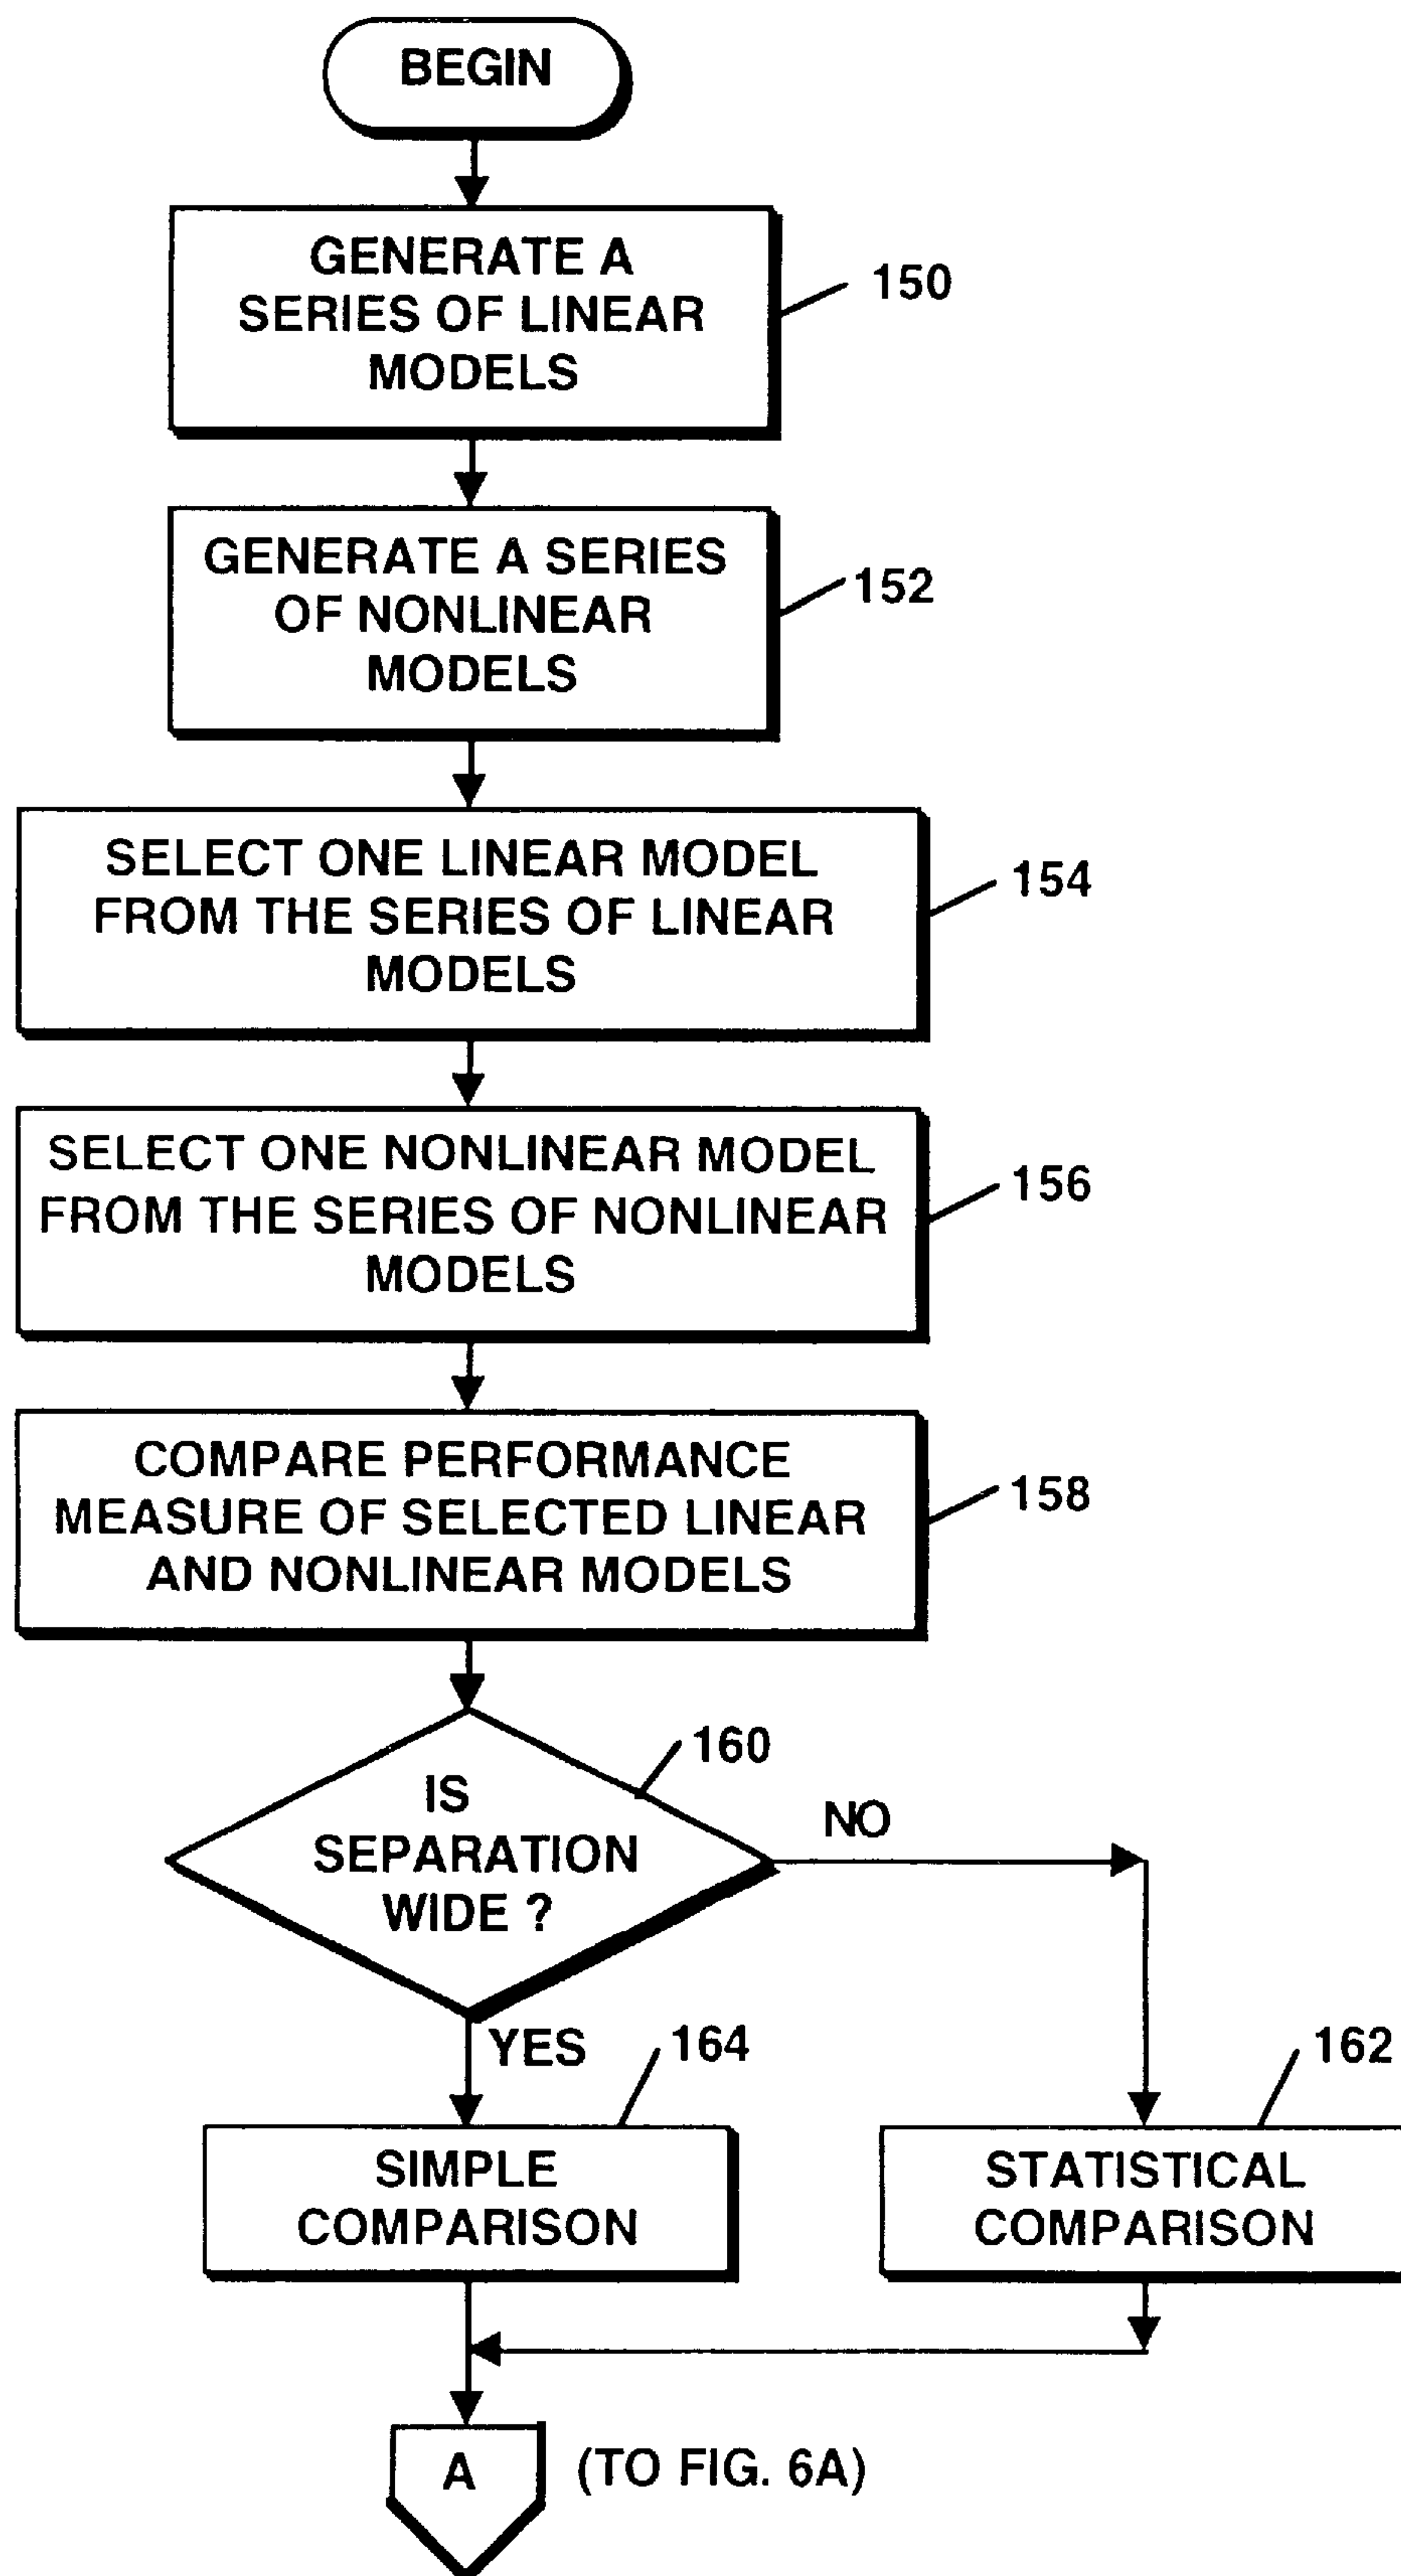 BEGIN
GENERATE A
SERIES OF LINEAR
MODELS
150
GENERATE A SERIES
OF NONLINEAR
MODELS
152
SELECT ONE LINEAR MODEL
FROM THE SERIES OF LINEAR
MODELS
154
SELECT ONE NONLINEAR MODEL
FROM THE SERIES OF NONLINEAR
MODELS
156
COMPARE PERFORMANCE
MEASURE OF SELECTED LINEAR
AND NONLINEAR MODELS
158
IS
SEPARATION
WIDE ?
160
NO
YES
164
162
SIMPLE
COMPARISON
STATISTICAL
COMPARISON
A
(TO FIG. 6A)